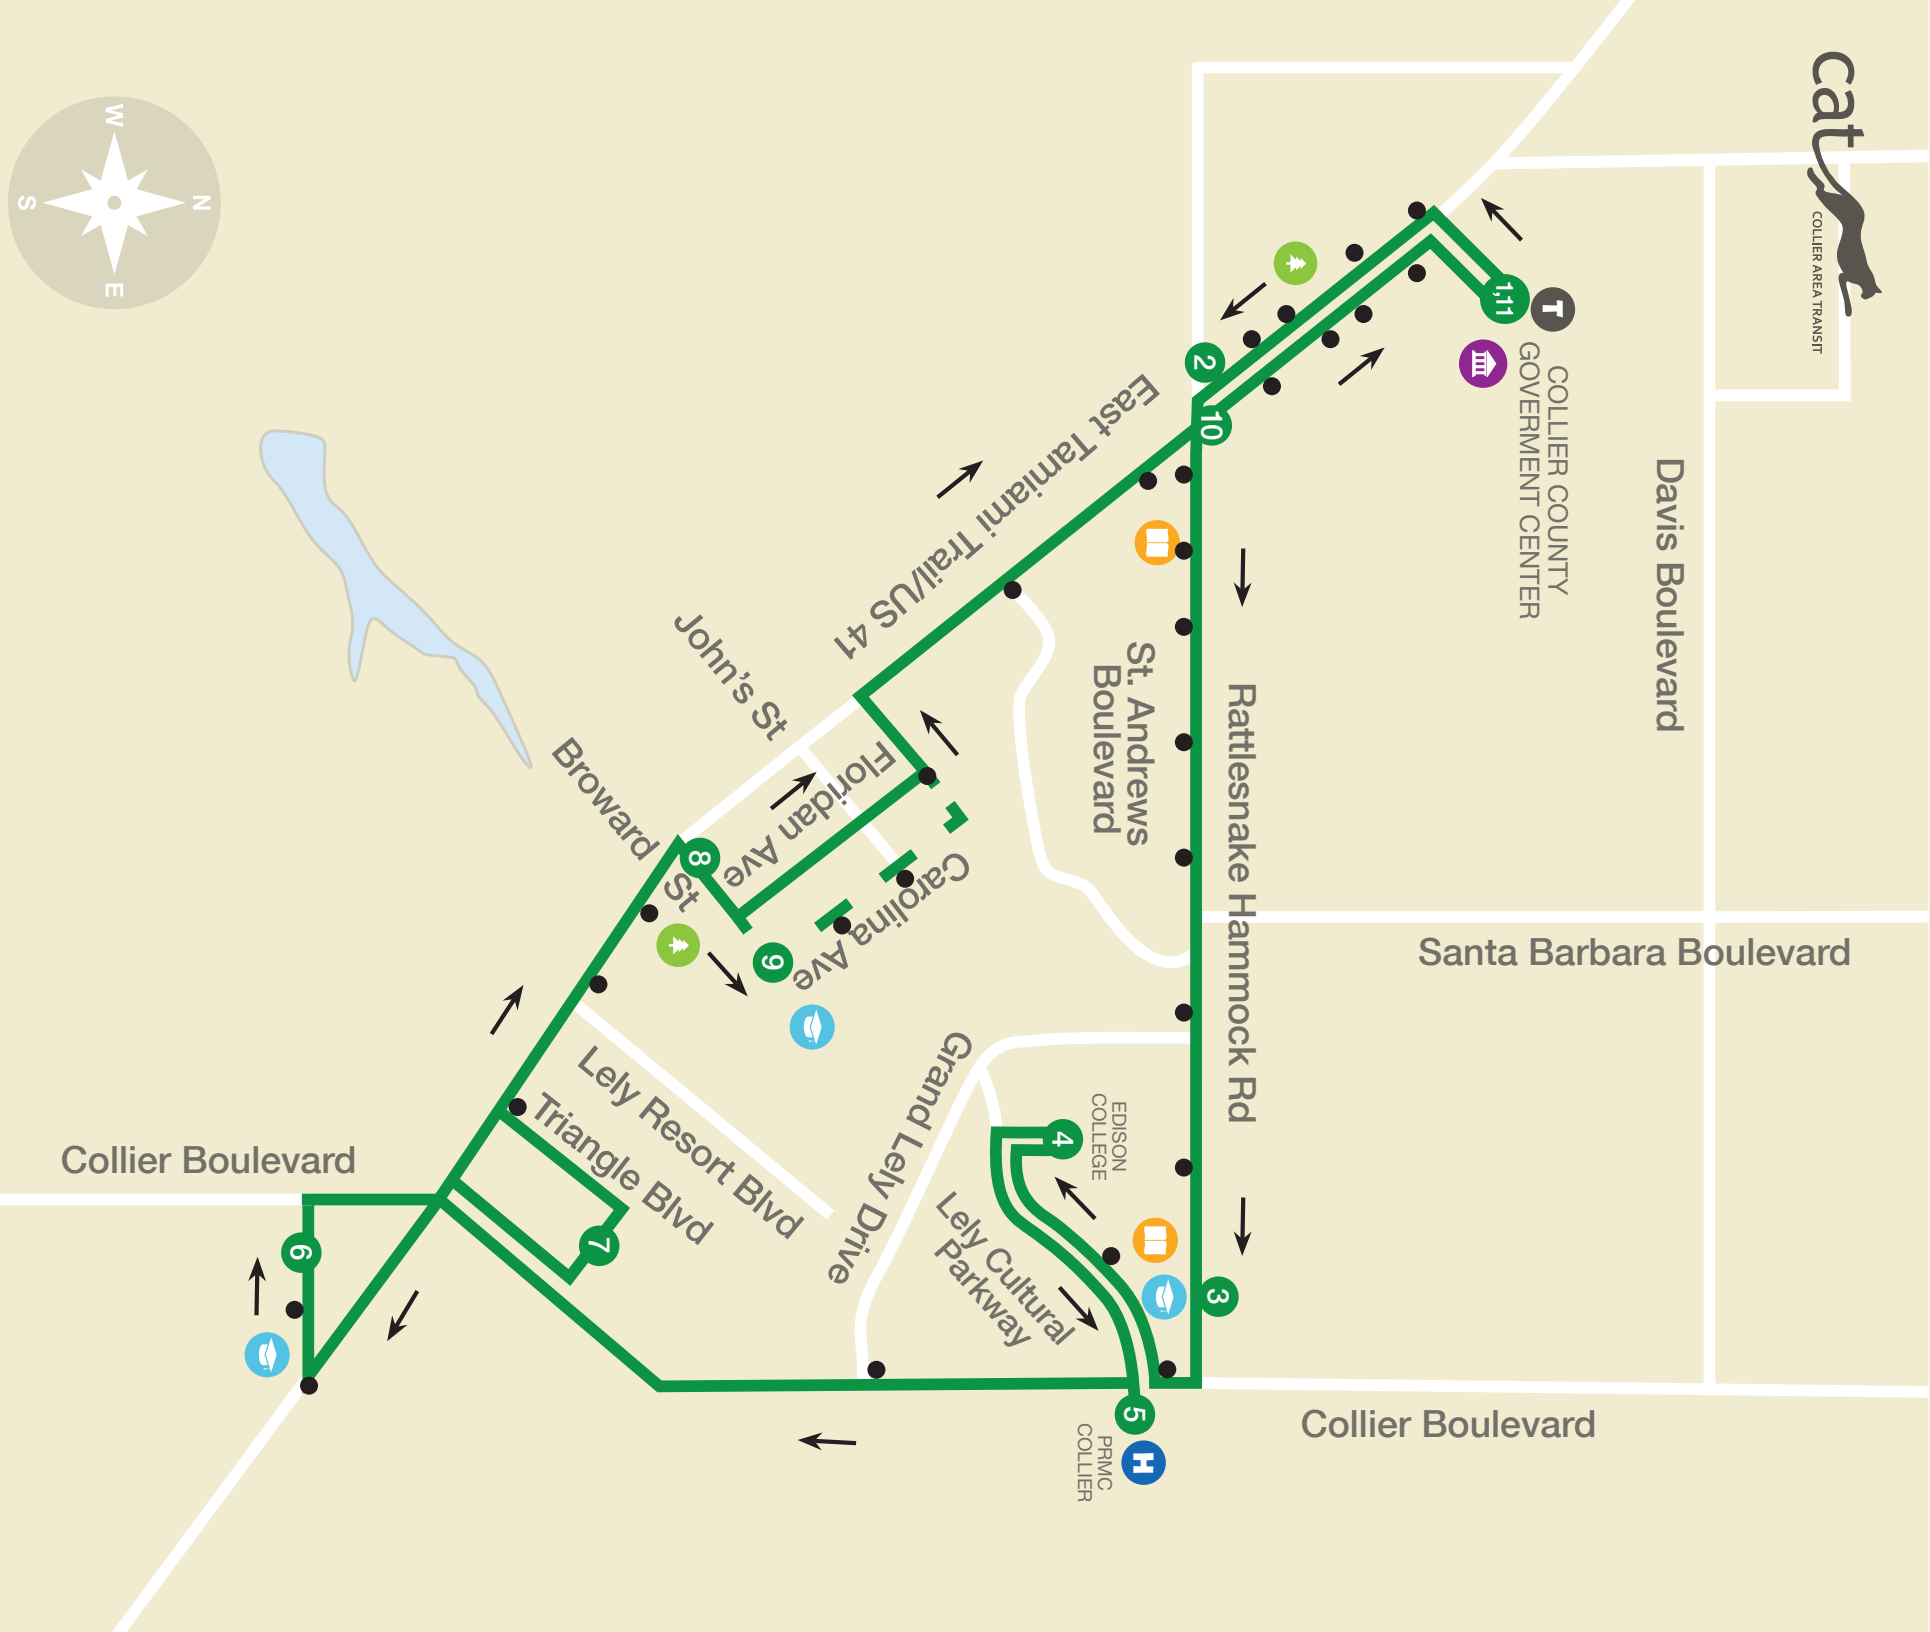 cat
COLLIER AREA TRANSIT
W
N
S
E
1,11
T
COLLIER COUNTY
GOVERMENT CENTER
Davis Boulevard
2
10
East Tamiami Trail/US 41
St. Andrews
Boulevard
Rattlesnake Hammock Rd
Santa Barbara Boulevard
John's St
Floridan Ave
Broward St
8
9
Carolina Ave
Lely Resort Blvd
Triangle Blvd
Grand Lely Drive
EDISON
COLLEGE
4
Lely Cultural
Parkway
3
Collier Boulevard
6
7
5
H
PRMC
COLLIER
Collier Boulevard